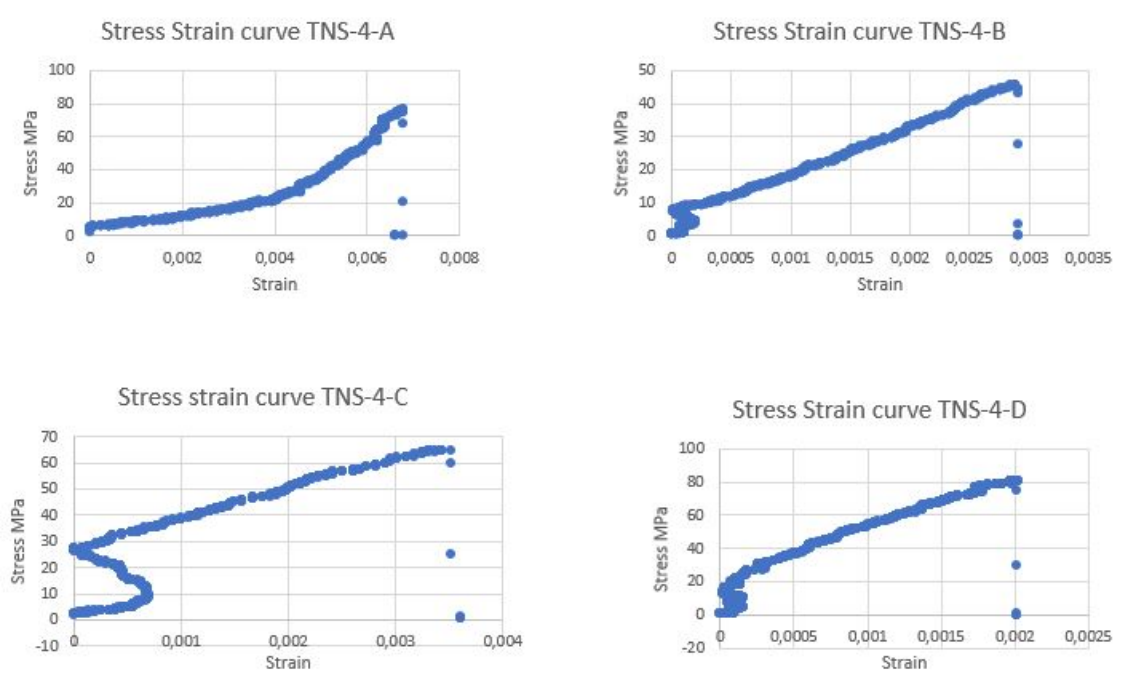 Stress Strain curve TNS-4-A
100
80
60
40
20
0
Stress MPa
0 0,002 0,004 0,006 0,008
Strain
Stress Strain curve TNS-4-B
50
40
30
20
10
0
Stress MPa
0 0,0005 0,001 0,0015 0,002 0,0025 0,003 0,0035
Strain
Stress strain curve TNS-4-C
70
60
50
40
30
20
10
0
-10
Stress MPa
0 0,001 0,002 0,003 0,004
Strain
Stress Strain curve TNS-4-D
100
80
60
40
20
0
-20
Stress MPa
0 0,0005 0,001 0,0015 0,002 0,0025
Strain